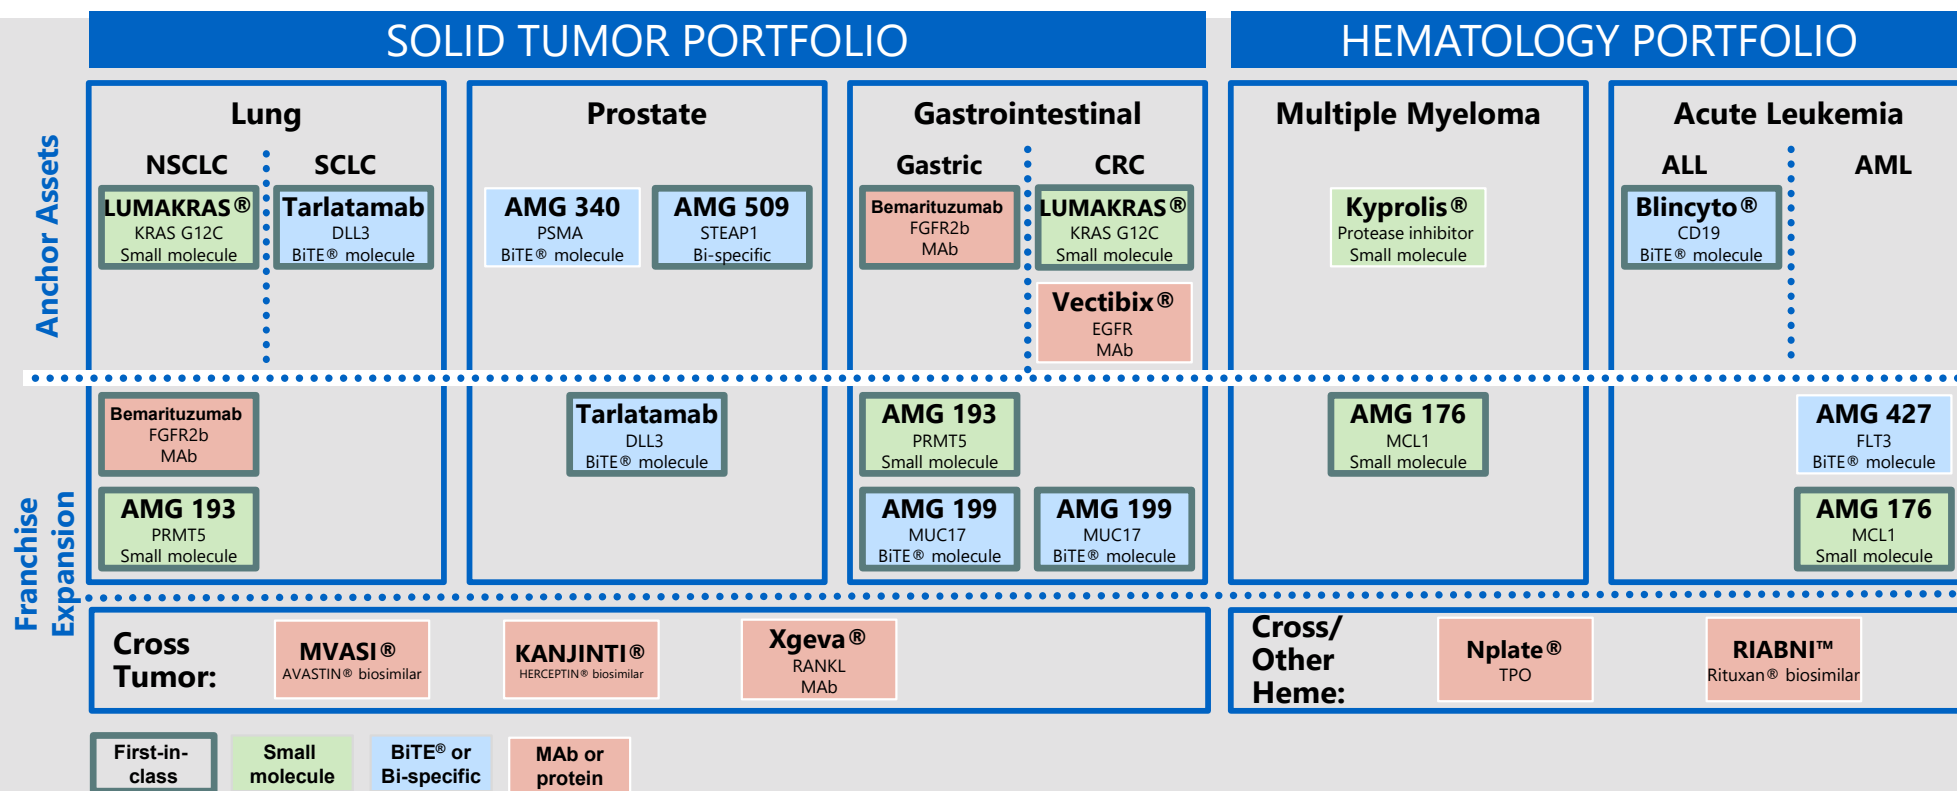 SOLID TUMOR PORTFOLIO
HEMATOLOGY PORTFOLIO
Anchor Assets
Lung
NSCLC
SCLC
LUMAKRAS®
KRAS G12C
Small molecule
Tarlatamab
DLL3
BiTE® molecule
Prostate
AMG 340
PSMA
BiTE® molecule
AMG 509
STEAP1
Bi-specific
Gastrointestinal
Gastric
CRC
Bemarituzumab
FGFR2b
MAb
LUMAKRAS®
KRAS G12C
Small molecule
Vectibix®
EGFR
MAb
Multiple Myeloma
Kyprolis®
Protease inhibitor
Small molecule
Acute Leukemia
ALL
AML
Blincyto®
CD19
BiTE® molecule
Franchise
Expansion
Bemarituzumab
FGFR2b
MAb
AMG 193
PRMT5
Small molecule
Tarlatamab
DLL3
BiTE® molecule
AMG 193
PRMT5
Small molecule
AMG 199
MUC17
BiTE® molecule
AMG 199
MUC17
BiTE® molecule
AMG 176
MCL1
Small molecule
AMG 427
FLT3
BiTE® molecule
AMG 176
MCL1
Small molecule
Cross
Tumor:
MVASI®
AVASTIN® biosimilar
KANJINTI®
HERCEPTIN® biosimilar
Xgeva®
RANKL
MAb
Cross/
Other
Heme:
Nplate®
TPO
RIABNI™
Rituxan® biosimilar
First-in-
class
Small
molecule
BiTE® or
Bi-specific
MAb or
protein